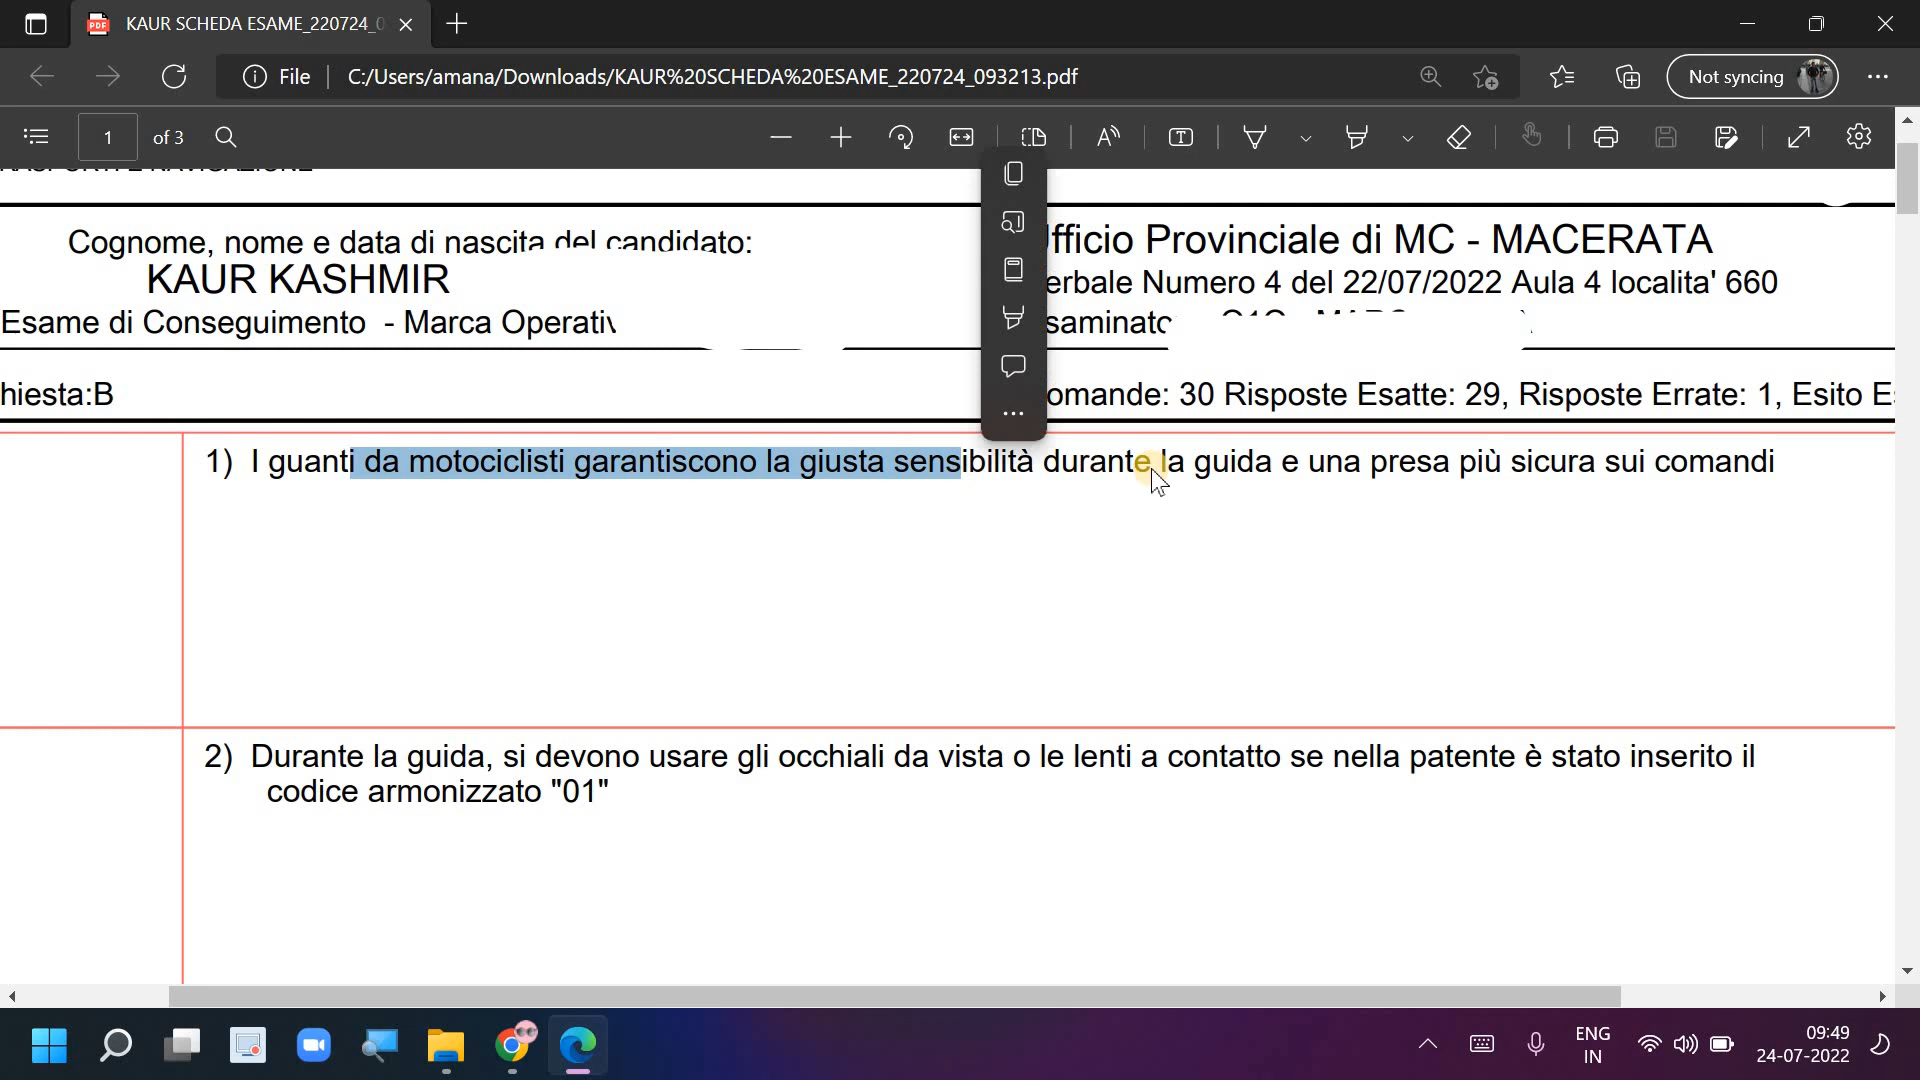 KAUR SCHEDA ESAME_220724_0
File
C:/Users/amana/Downloads/KAUR%20SCHEDA%20ESAME_220724_093213.pdf
Not syncing
1 of 3
Cognome, nome e data di nascita del candidato:
KAUR KASHMIR
Esame di Conseguimento - Marca Operativ
Ufficio Provinciale di MC - MACERATA
erbale Numero 4 del 22/07/2022 Aula 4 localita' 660
saminato
hiesta:B
omande: 30 Risposte Esatte: 29, Risposte Errate: 1, Esito E
1) I guanti da motociclisti garantiscono la giusta sensibilità durante la guida e una presa più sicura sui comandi
2) Durante la guida, si devono usare gli occhiali da vista o le lenti a contatto se nella patente è stato inserito il
codice armonizzato "01"
ENG
IN
09:49
24-07-2022